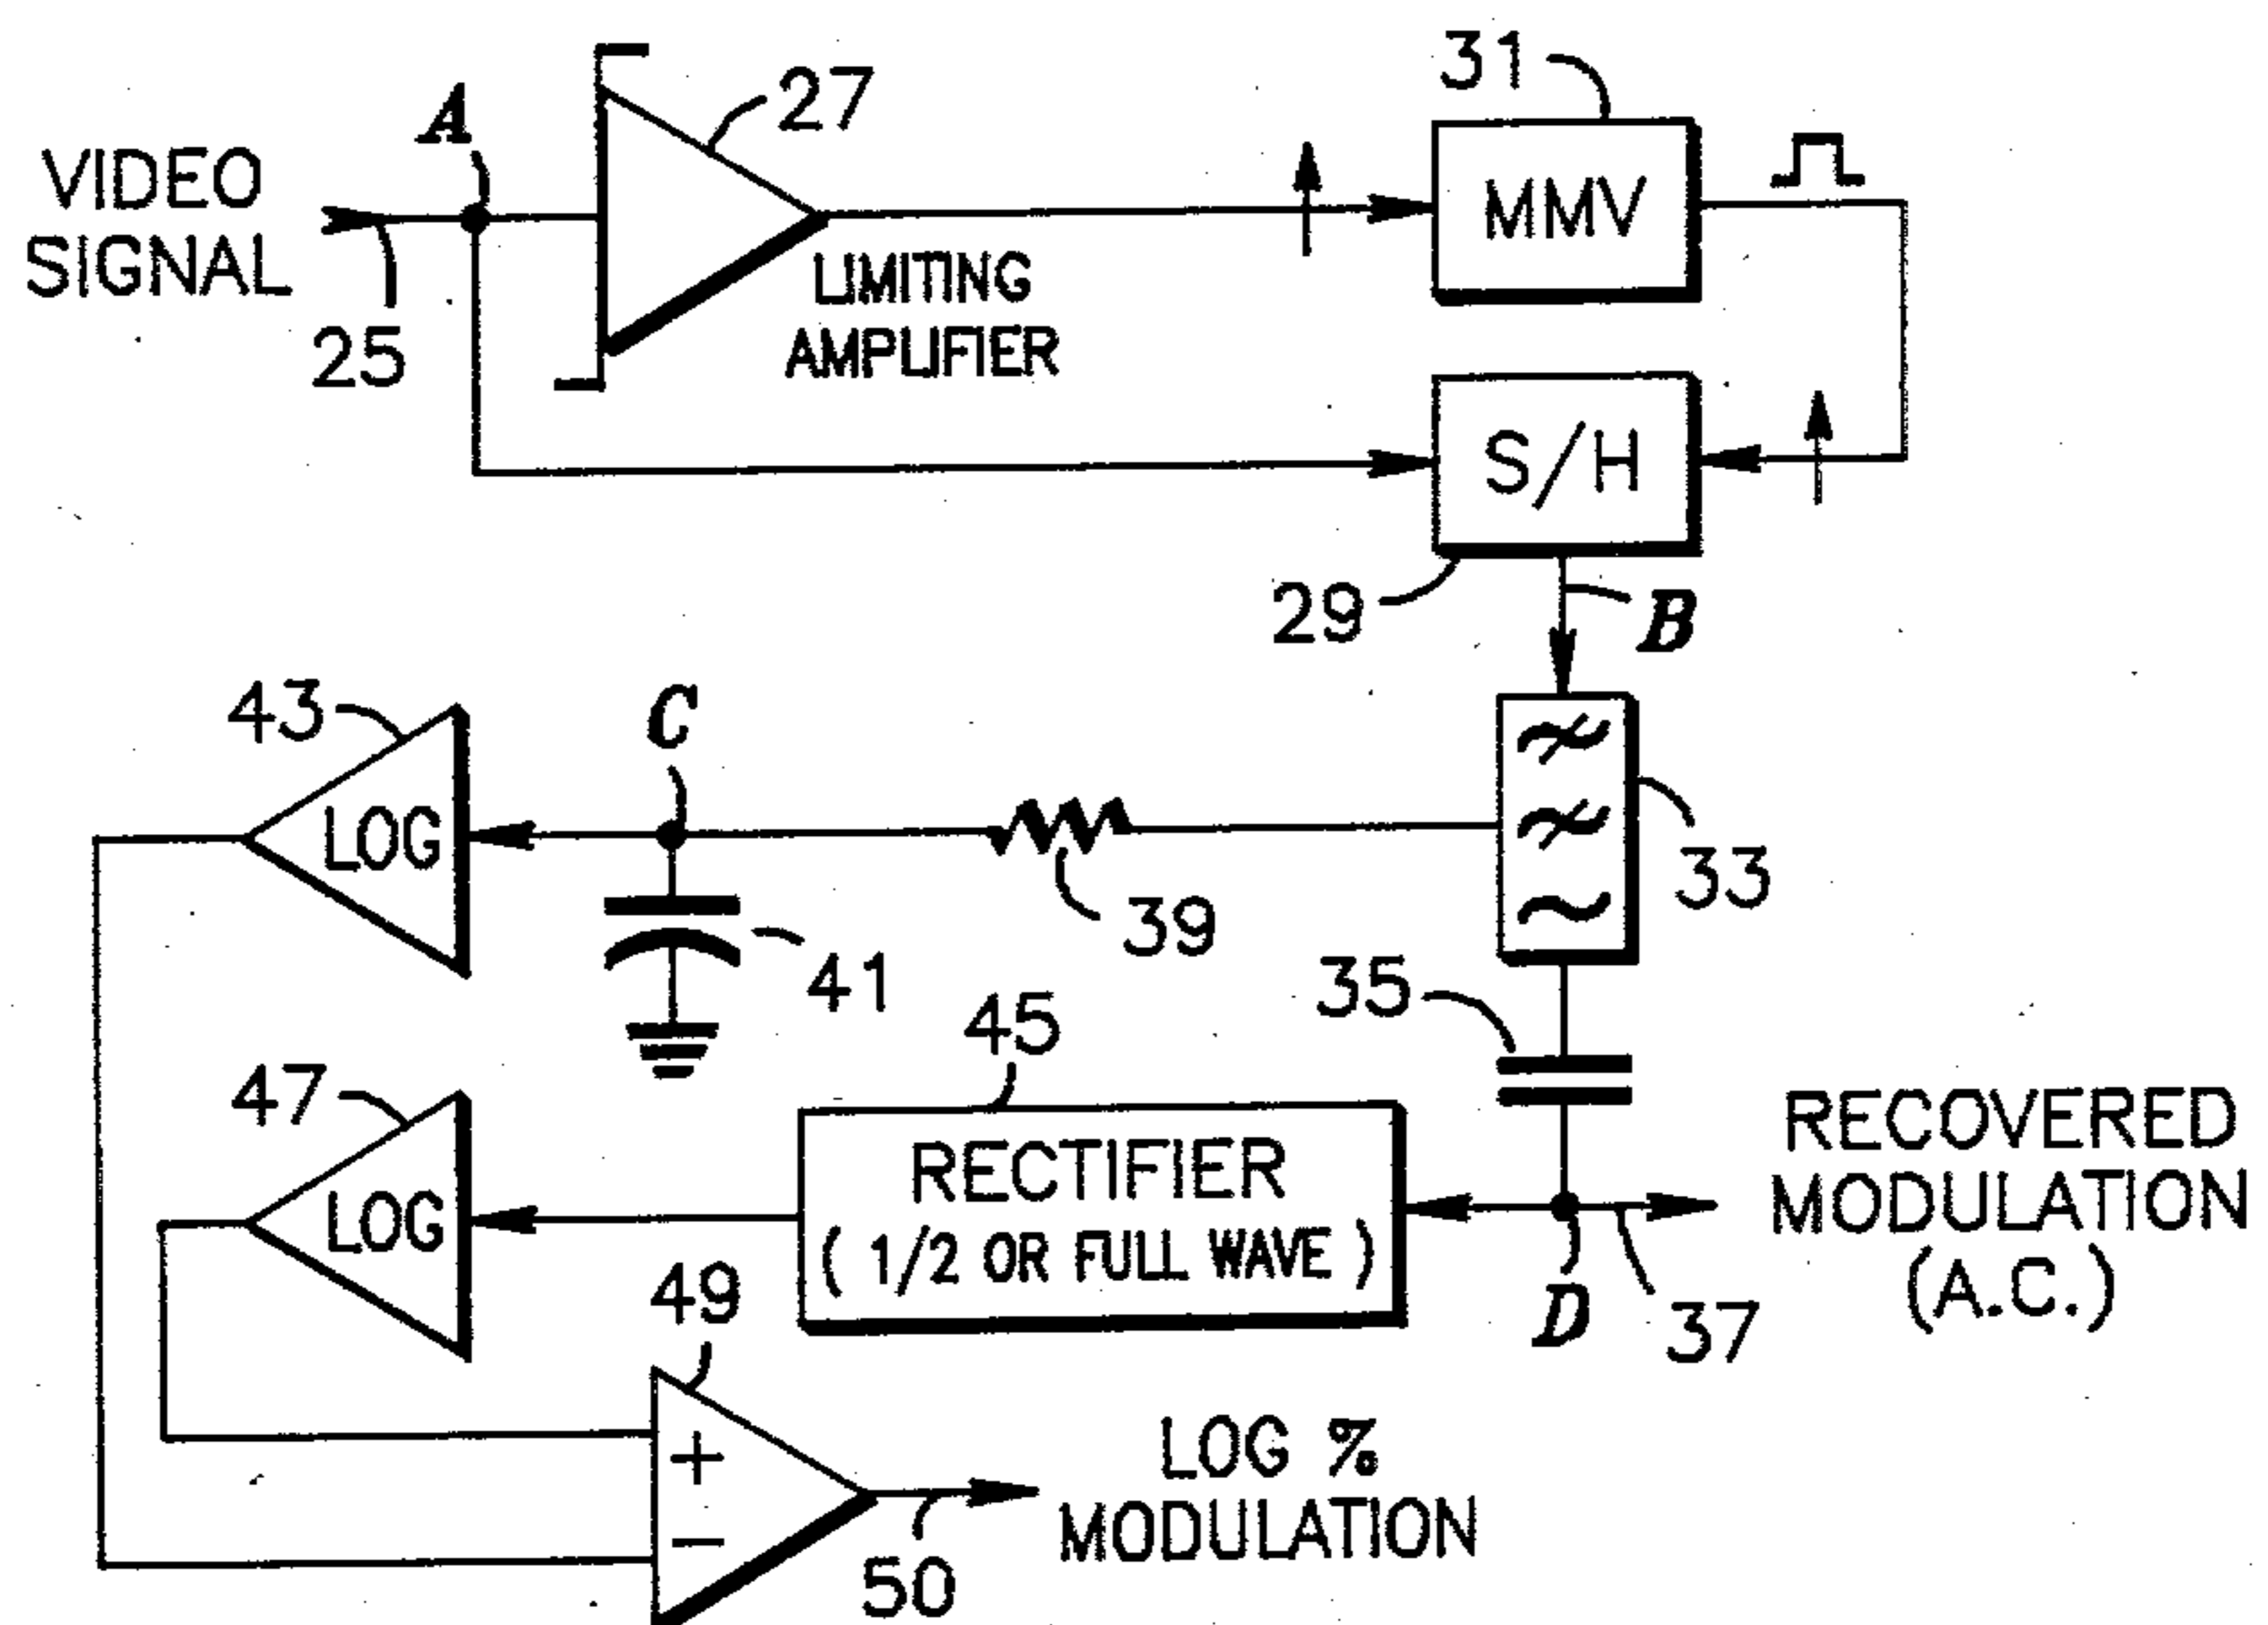 31
27
A
VIDEO
SIGNAL
MMV
LIMITING
AMPLIFIER
25
S/H
29
B
43
C
LOG
33
39
41
35
45
47
RECTIFIER
( 1/2 OR FULL WAVE )
RECOVERED
MODULATION
(A.C.)
LOG
49
D
37
+
−
LOG %
MODULATION
50